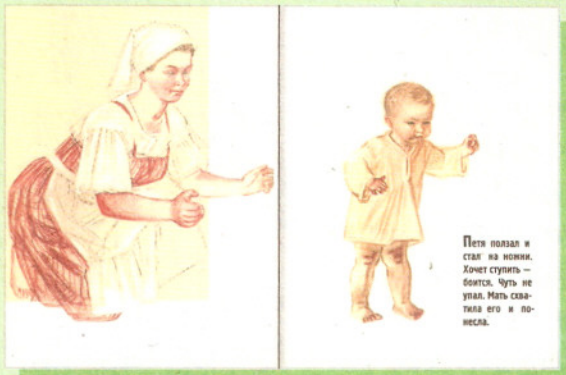 Петя ползал и
стал на ножки.
Хочет ступить —
боится. Чуть не
упал. Мать схва-
тила его и по-
несла.